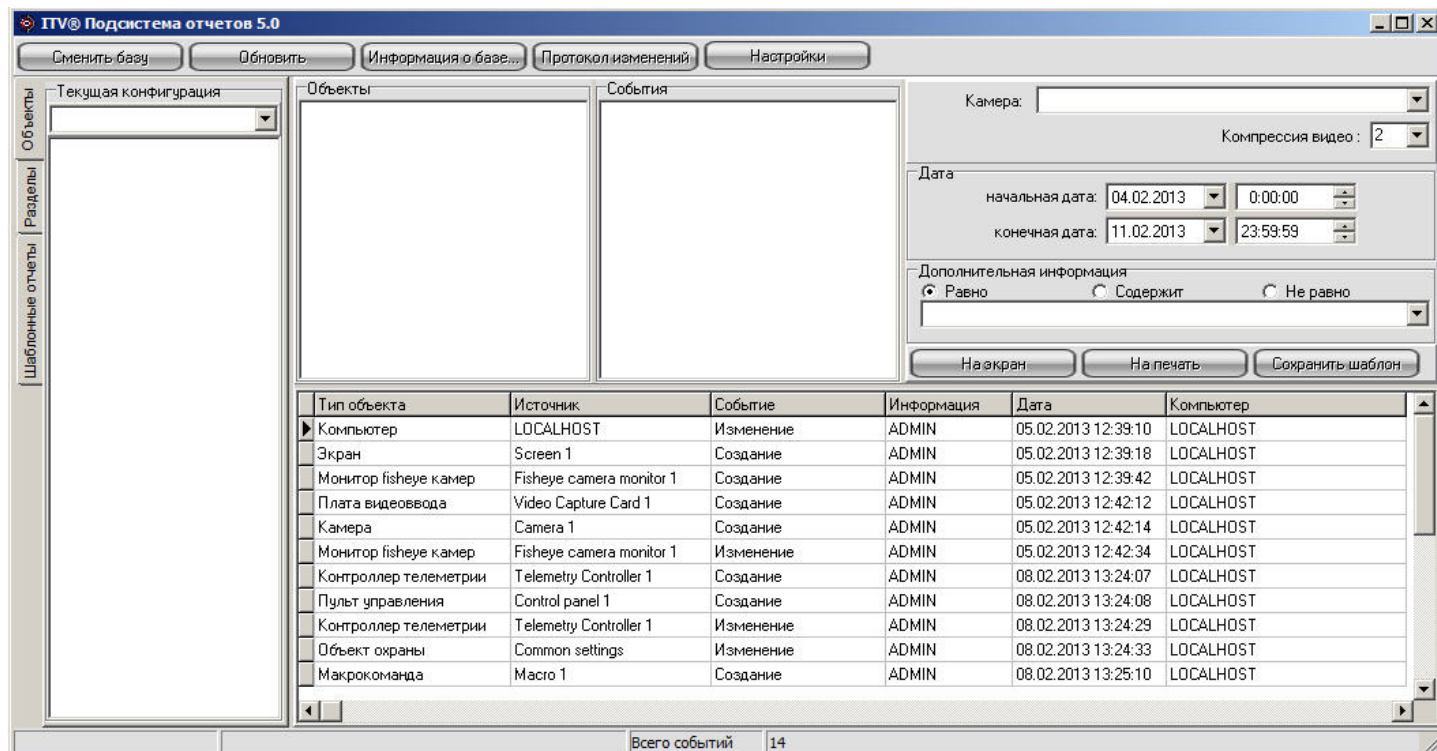 ITV® Подсистема отчетов 5.0
Сменить базу Обновить Информация о базе... Протокол изменений Настройки
Объекты
Разделы
Шаблонные отчеты
Текущая конфигурация
Объекты События
Камера:
Компрессия видео : 2
Дата
начальная дата: 04.02.2013 0:00:00
конечная дата: 11.02.2013 23:59:59
Дополнительная информация
Равно Содержит Не равно
На экран На печать Сохранить шаблон
Тип объекта Источник Событие Информация Дата Компьютер
Компьютер LOCALHOST Изменение ADMIN 05.02.2013 12:39:10 LOCALHOST
Экран Screen 1 Создание ADMIN 05.02.2013 12:39:18 LOCALHOST
Монитор fisheye камер Fisheye camera monitor 1 Создание ADMIN 05.02.2013 12:39:42 LOCALHOST
Плата видеоввода Video Capture Card 1 Создание ADMIN 05.02.2013 12:42:12 LOCALHOST
Камера Camera 1 Создание ADMIN 05.02.2013 12:42:14 LOCALHOST
Монитор fisheye камер Fisheye camera monitor 1 Изменение ADMIN 05.02.2013 12:42:34 LOCALHOST
Контроллер телеметрии Telemetry Controller 1 Создание ADMIN 08.02.2013 13:24:07 LOCALHOST
Пульт управления Control panel 1 Создание ADMIN 08.02.2013 13:24:08 LOCALHOST
Контроллер телеметрии Telemetry Controller 1 Изменение ADMIN 08.02.2013 13:24:29 LOCALHOST
Объект охраны Common settings Изменение ADMIN 08.02.2013 13:24:33 LOCALHOST
Макрокоманда Macro 1 Создание ADMIN 08.02.2013 13:25:10 LOCALHOST
Всего событий 14